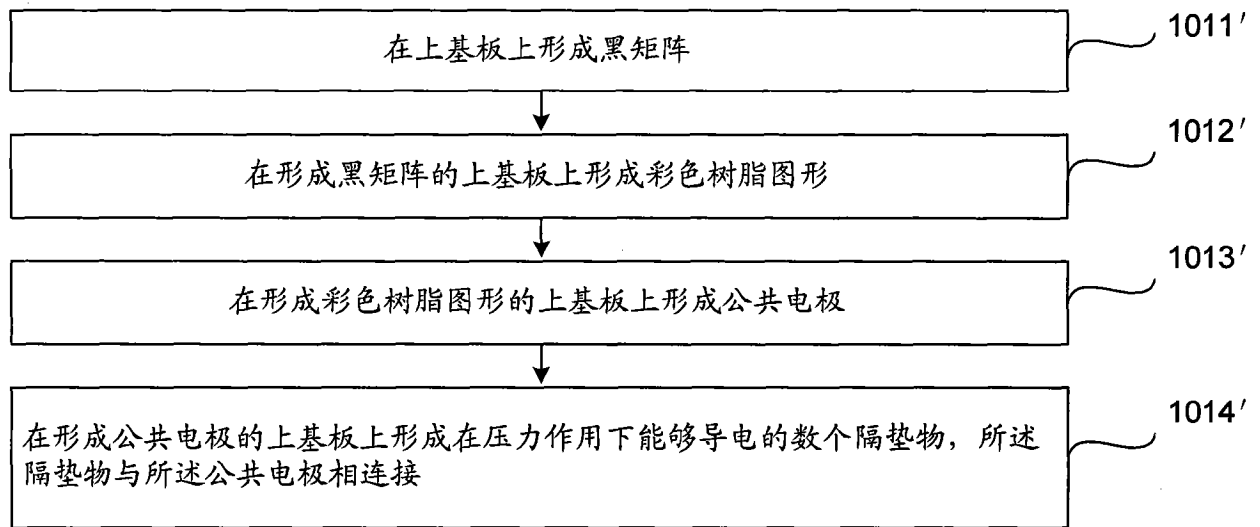 在上基板上形成黑矩阵
1011′
在形成黑矩阵的上基板上形成彩色树脂图形
1012′
在形成彩色树脂图形的上基板上形成公共电极
1013′
在形成公共电极的上基板上形成在压力作用下能够导电的数个隔垫物，所述
隔垫物与所述公共电极相连接
1014′